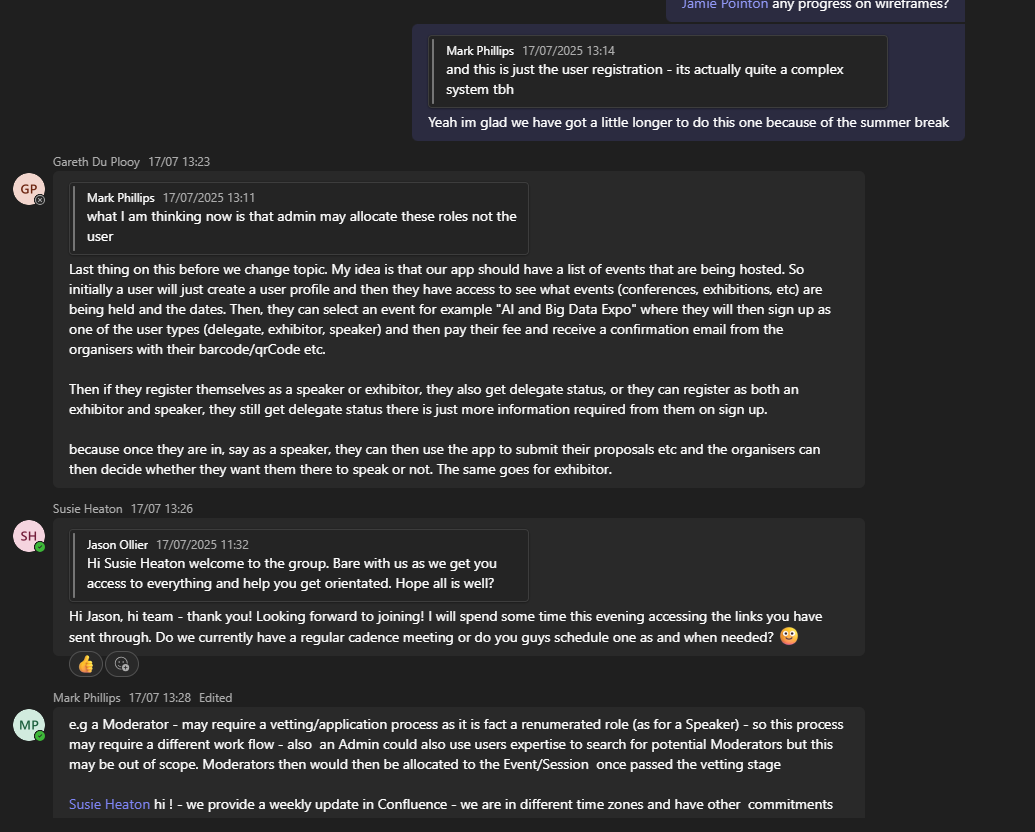 Jamie Pointon any progress on wireframes?
Mark Phillips 17/07/2025 13:14
and this is just the user registration - its actually quite a complex
system tbh
Yeah im glad we have got a little longer to do this one because of the summer break
Gareth Du Plooy 17/07 13:23
GP
Mark Phillips 17/07/2025 13:11
what I am thinking now is that admin may allocate these roles not the
user
Last thing on this before we change topic. My idea is that our app should have a list of events that are being hosted. So
initially a user will just create a user profile and then they have access to see what events (conferences, exhibitions, etc) are
being held and the dates. Then, they can select an event for example "AI and Big Data Expo" where they will then sign up as
one of the user types (delegate, exhibitor, speaker) and then pay their fee and receive a confirmation email from the
organisers with their barcode/qrCode etc.
Then if they register themselves as a speaker or exhibitor, they also get delegate status, or they can register as both an
exhibitor and speaker, they still get delegate status there is just more information required from them on sign up.
because once they are in, say as a speaker, they can then use the app to submit their proposals etc and the organisers can
then decide whether they want them there to speak or not. The same goes for exhibitor.
Susie Heaton 17/07 13:26
SH
Jason Ollier 17/07/2025 11:32
Hi Susie Heaton welcome to the group. Bare with us as we get you
access to everything and help you get orientated. Hope all is well?
Hi Jason, hi team - thank you! Looking forward to joining! I will spend some time this evening accessing the links you have
sent through. Do we currently have a regular cadence meeting or do you guys schedule one as and when needed?
Mark Phillips 17/07 13:28 Edited
MP
e.g a Moderator - may require a vetting/application process as it is fact a renumerated role (as for a Speaker) - so this process
may require a different work flow - also an Admin could also use users expertise to search for potential Moderators but this
may be out of scope. Moderators then would then be allocated to the Event/Session once passed the vetting stage
Susie Heaton hi ! - we provide a weekly update in Confluence - we are in different time zones and have other commitments